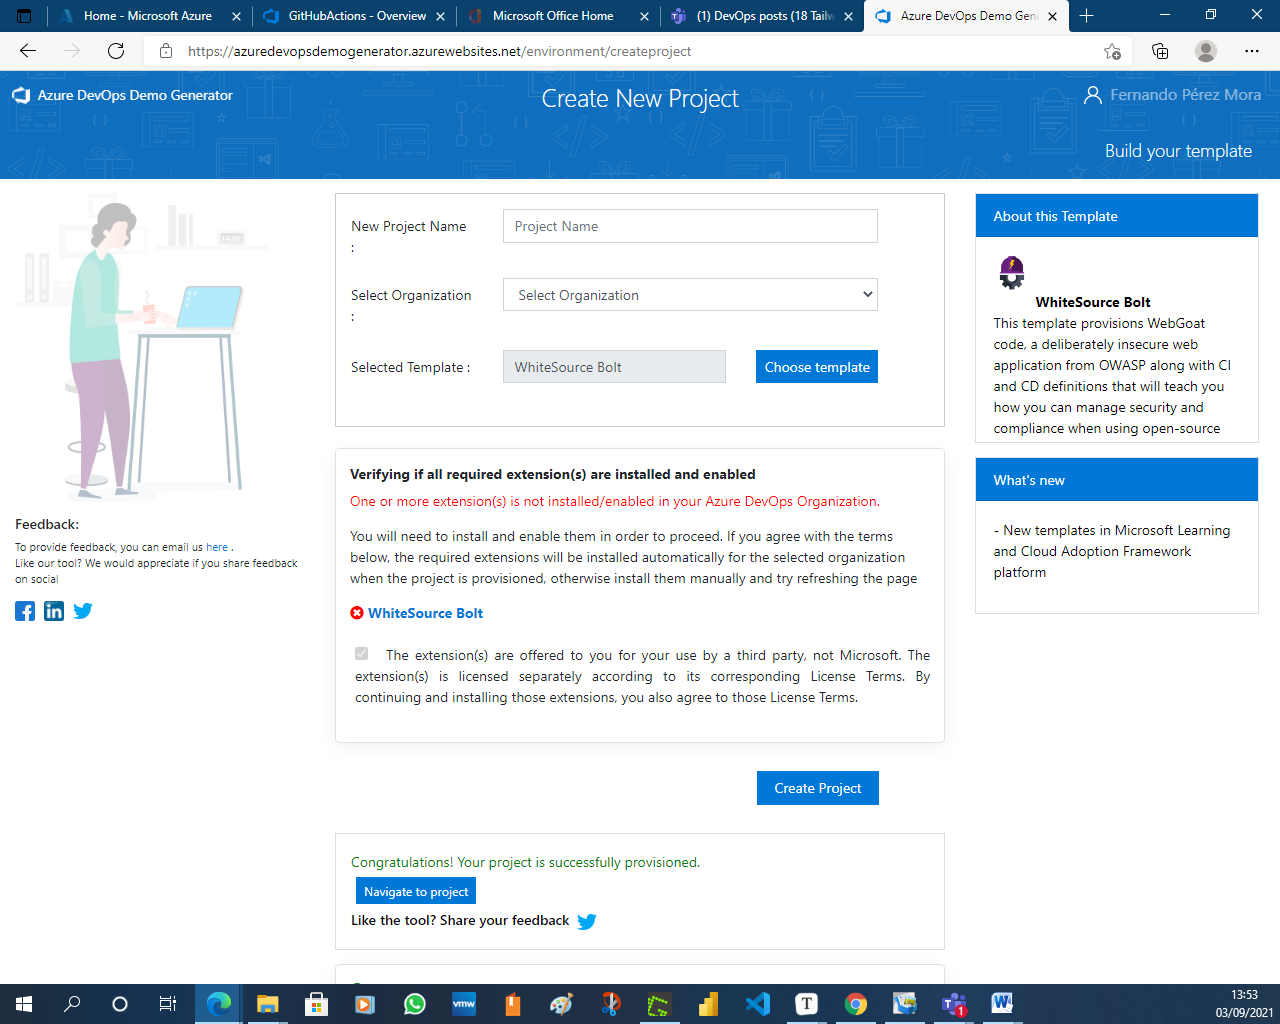 Home - Microsoft Azure
GitHubActions - Overview
Microsoft Office Home
(1) DevOps posts (18 Tailw
Azure DevOps Demo Gen
https://azuredevopsdemogenerator.azurewebsites.net/environment/createproject
Azure DevOps Demo Generator
Create New Project
Fernando Pérez Mora
Build your template
New Project Name
:
Project Name
Select Organization
:
Select Organization
Selected Template :
WhiteSource Bolt
Choose template
About this Template
WhiteSource Bolt
This template provisions WebGoat
code, a deliberately insecure web
application from OWASP along with CI
and CD definitions that will teach you
how you can manage security and
compliance when using open-source
What's new
- New templates in Microsoft Learning
and Cloud Adoption Framework
platform
Feedback:
To provide feedback, you can email us here .
Like our tool? We would appreciate if you share feedback
on social
Verifying if all required extension(s) are installed and enabled
One or more extension(s) is not installed/enabled in your Azure DevOps Organization.
You will need to install and enable them in order to proceed. If you agree with the terms
below, the required extensions will be installed automatically for the selected organization
when the project is provisioned, otherwise install them manually and try refreshing the page
WhiteSource Bolt
The extension(s) are offered to you for your use by a third party, not Microsoft. The
extension(s) is licensed separately according to its corresponding License Terms. By
continuing and installing those extensions, you also agree to those License Terms.
Create Project
Congratulations! Your project is successfully provisioned.
Navigate to project
Like the tool? Share your feedback
vmw
T
1
W
13:53
03/09/2021